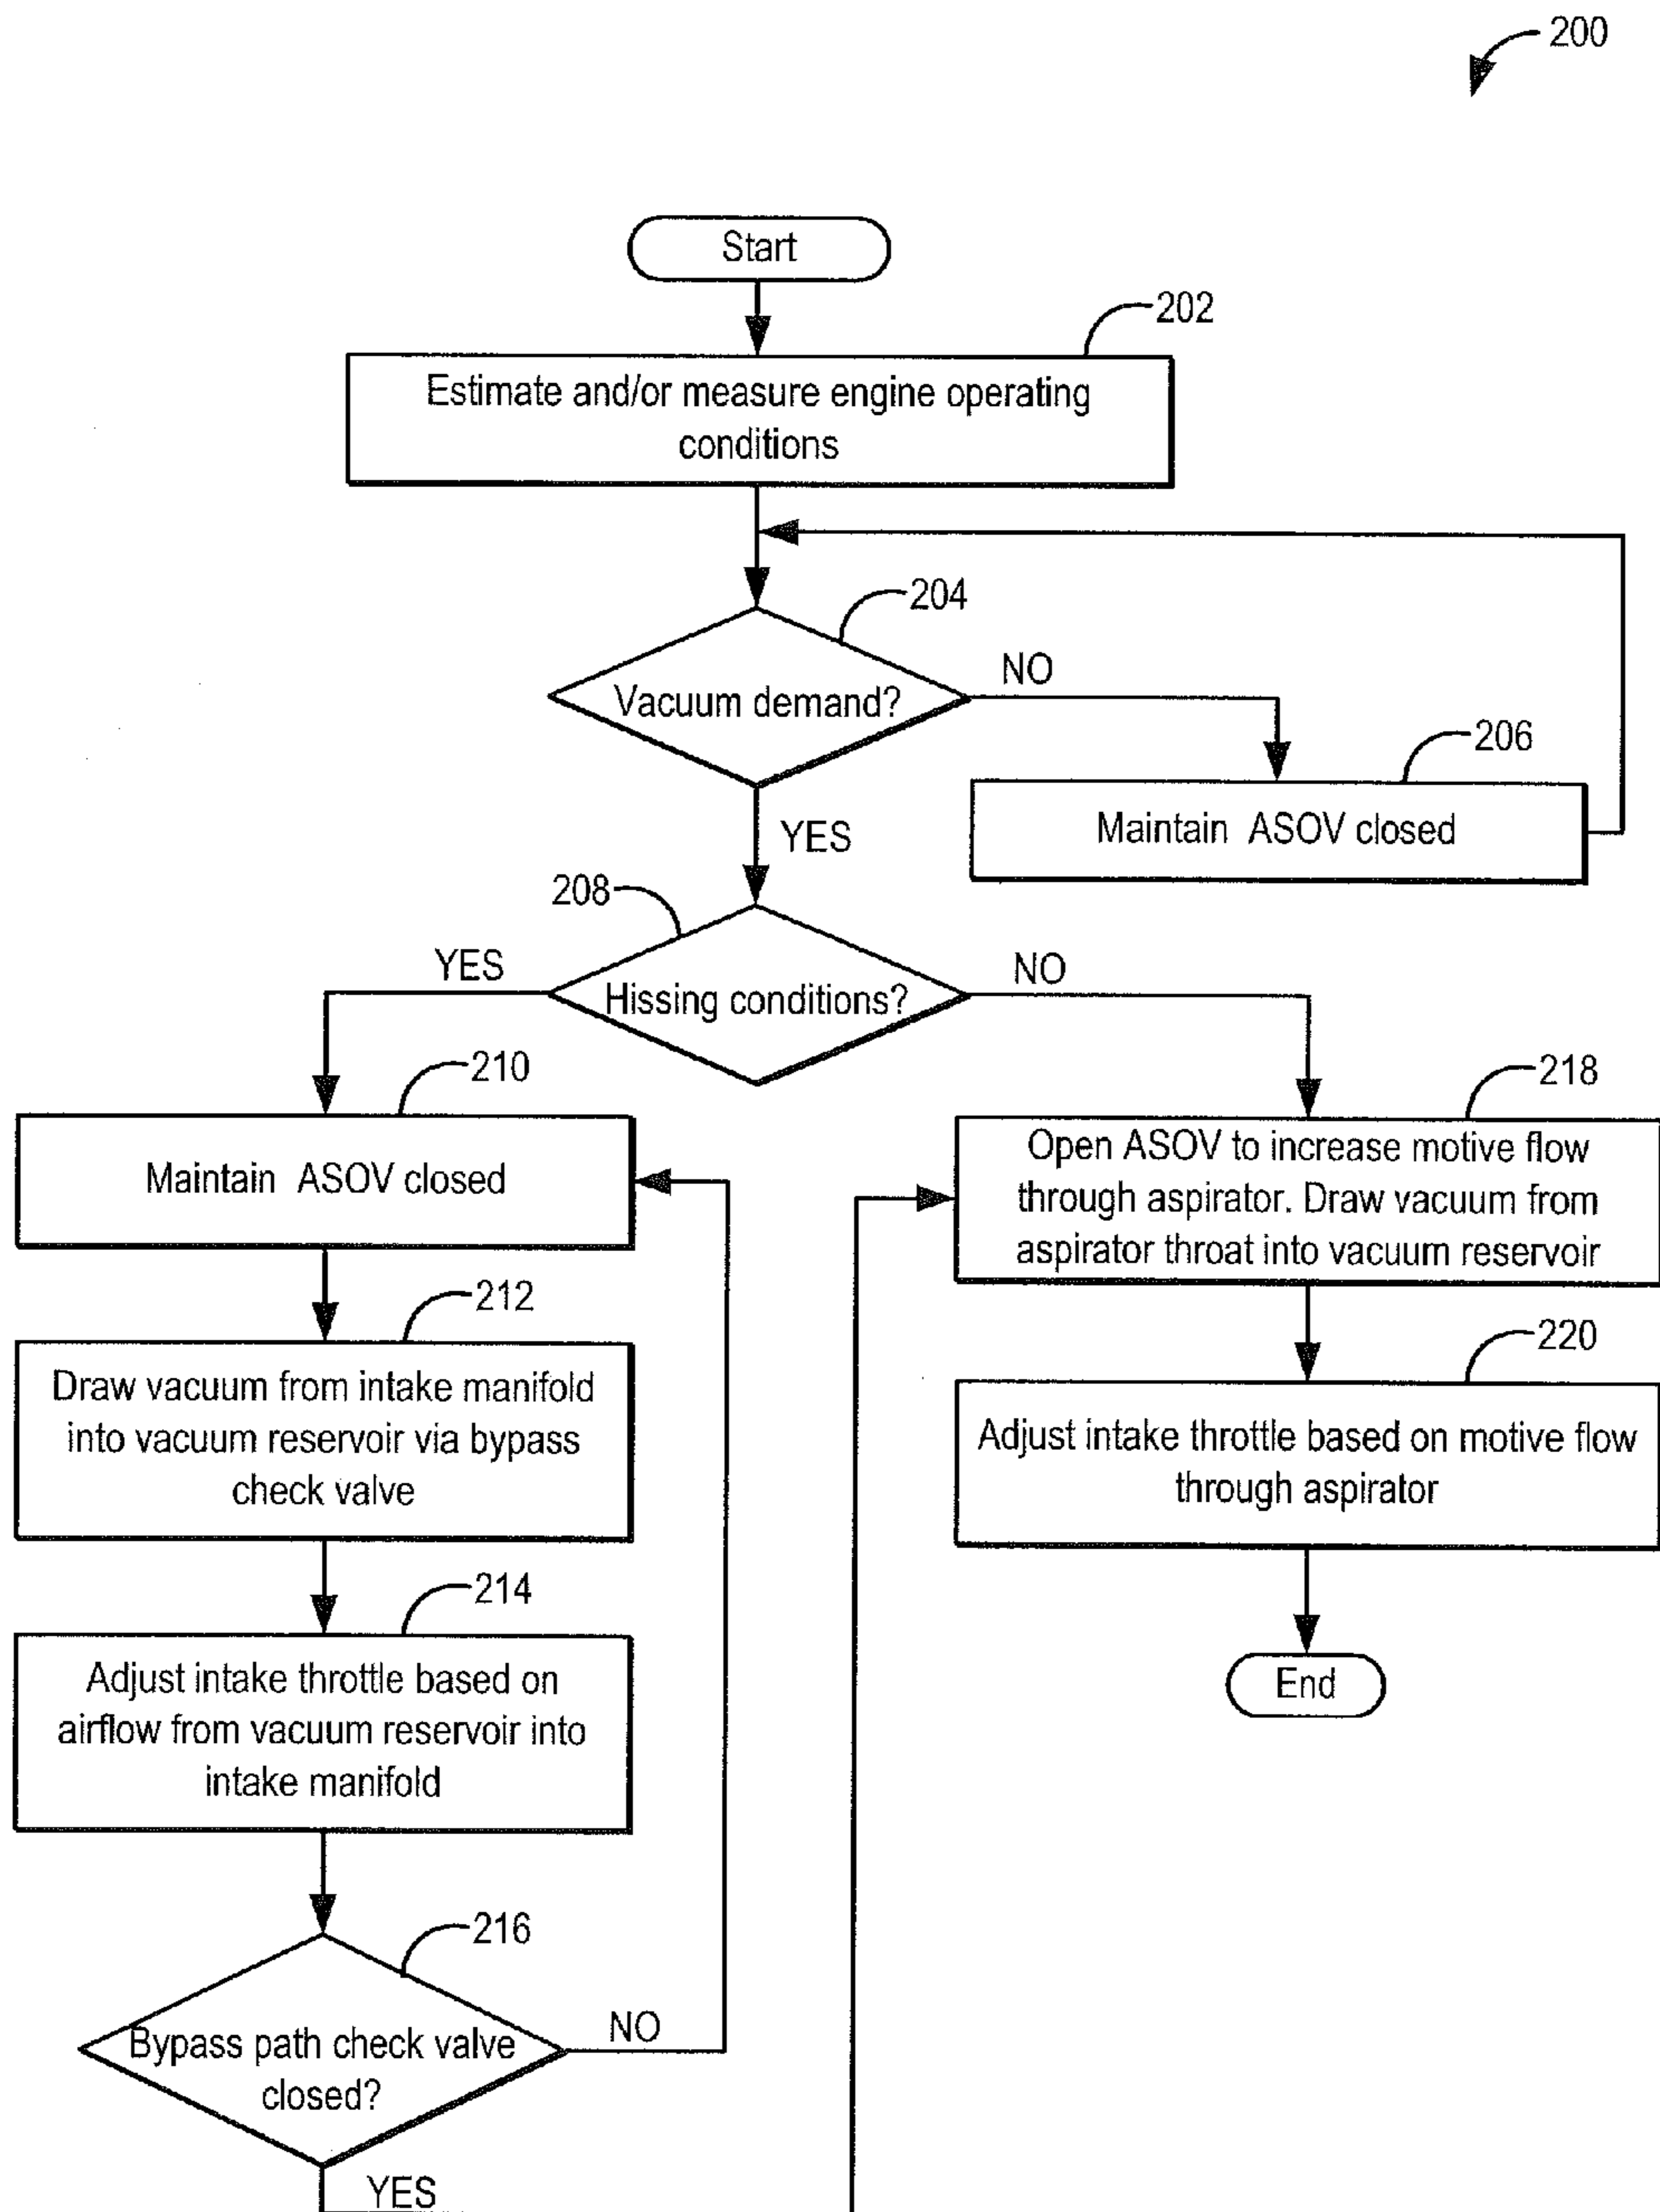 200
Start
202
Estimate and/or measure engine operating
conditions
204
Vacuum demand?
NO
206
Maintain ASOV closed
YES
208
Hissing conditions?
YES
NO
210
Maintain ASOV closed
218
Open ASOV to increase motive flow
through aspirator. Draw vacuum from
aspirator throat into vacuum reservoir
212
Draw vacuum from intake manifold
into vacuum reservoir via bypass
check valve
220
Adjust intake throttle based on motive flow
through aspirator
214
Adjust intake throttle based on
airflow from vacuum reservoir into
intake manifold
End
216
Bypass path check valve
closed?
NO
YES